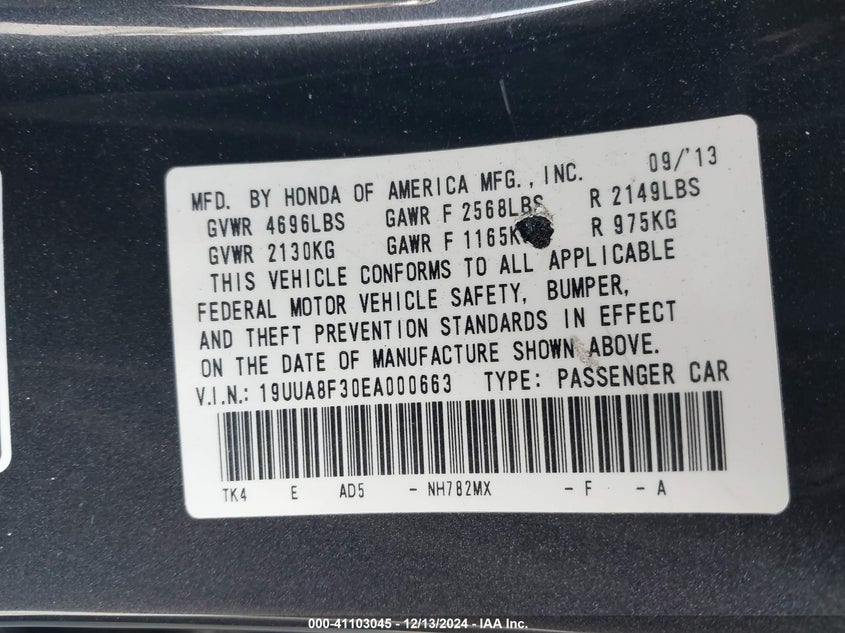 MFD. BY HONDA OF AMERICA MFG., INC. 09/'13
GVWR 4696LBS GAWR F 2568LBS R 2149LBS
GVWR 2130KG GAWR F 1165K R 975KG
THIS VEHICLE CONFORMS TO ALL APPLICABLE
FEDERAL MOTOR VEHICLE SAFETY, BUMPER,
AND THEFT PREVENTION STANDARDS IN EFFECT
ON THE DATE OF MANUFACTURE SHOWN ABOVE.
V.I.N.: 19UUA8F30EA000663 TYPE: PASSENGER CAR
TK4 E AD5 - NH782MX - F - A
000-41103045 - 12/13/2024 - IAA Inc.